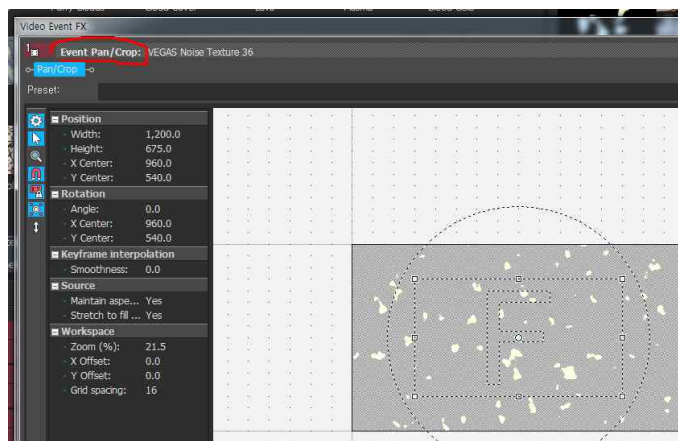 Video Event FX
Event Pan/Crop: VEGAS Noise Texture 36
Pan/Crop
Preset:
Position
Width: 1,200.0
Height: 675.0
X Center: 960.0
Y Center: 540.0
Rotation
Angle: 0.0
X Center: 960.0
Y Center: 540.0
Keyframe interpolation
Smoothness: 0.0
Source
Maintain aspe... Yes
Stretch to fill ... Yes
Workspace
Zoom (%): 21.5
X Offset: 0.0
Y Offset: 0.0
Grid spacing: 16
F